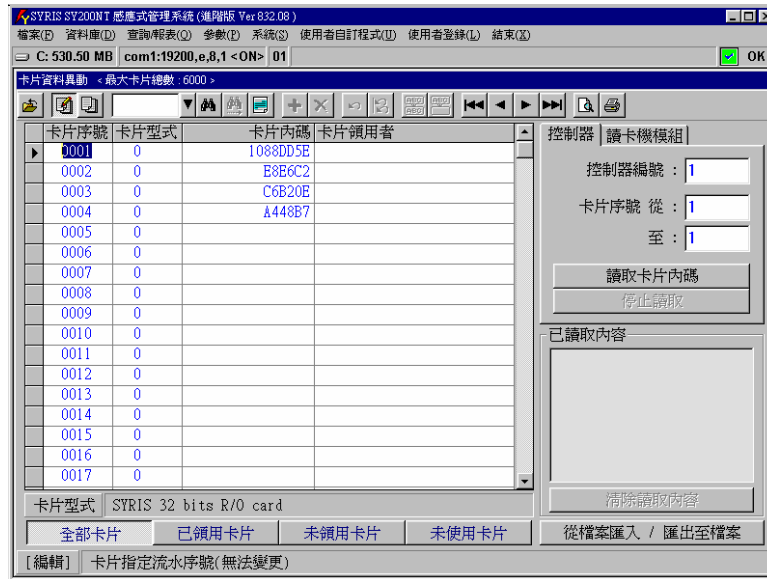 SYRIS SY200NT 感應式管理系統 (進階版 Ver 832.08 )
檔案(F) 資料庫(D) 查詢/報表(Q) 參數(P) 系統(S) 使用者自訂程式(U) 使用者登錄(L) 結束(X)
C: 530.50 MB com1:19200,e,8,1 <ON> 01 OK
卡片資料異動 < 最大卡片總數 : 6000 >
卡片序號 卡片型式 卡片內碼 卡片領用者
0001 0 1088DD5E
0002 0 E8E6C2
0003 0 C6B20E
0004 0 A448B7
0005 0
0006 0
0007 0
0008 0
0009 0
0010 0
0011 0
0012 0
0013 0
0014 0
0015 0
0016 0
0017 0
卡片型式 SYRIS 32 bits R/O card
全部卡片 已領用卡片 未領用卡片 未使用卡片
[編輯] 卡片指定流水序號(無法變更)
控制器 讀卡機模組
控制器編號 : 1
卡片序號 從 : 1
至 : 1
讀取卡片內碼
停止讀取
已讀取內容
清除讀取內容
從檔案匯入 / 匯出至檔案